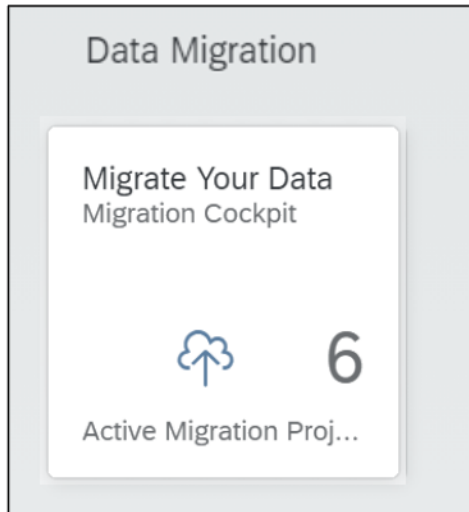 Data Migration
Migrate Your Data
Migration Cockpit
6
Active Migration Proj...